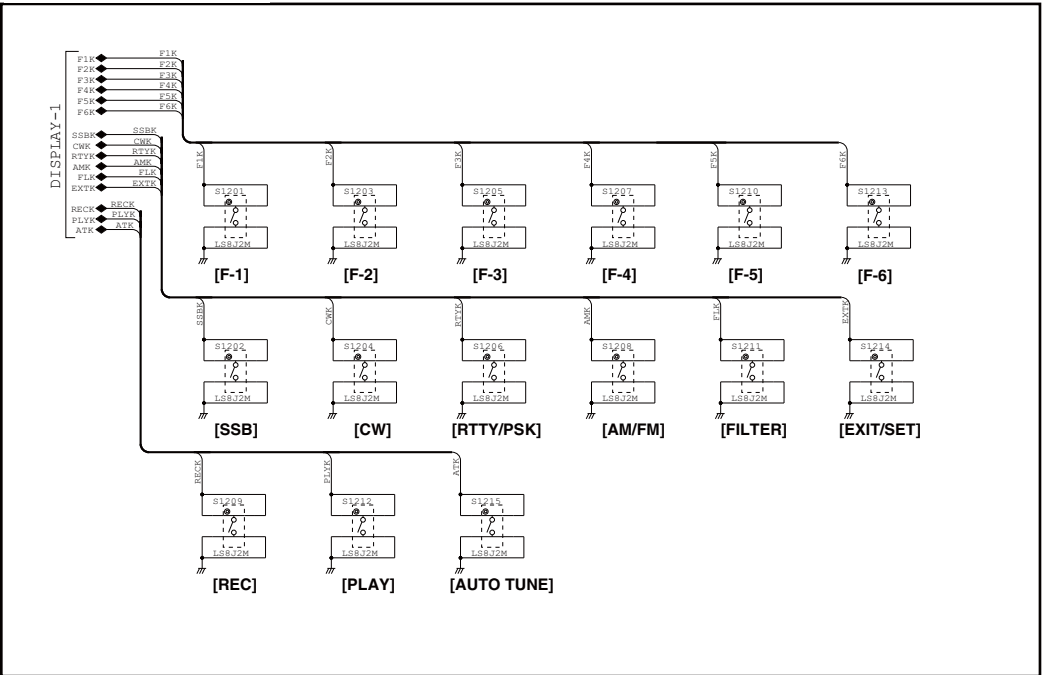 DISPLAY-1
F1K F1K
F2K F2K
F3K F3K
F4K F4K
F5K F5K
F6K F6K
SSBK SSBK
CWK CWK
RTYK RTYK
AMK AMK
FLK FLK
EXTK EXTK
RECK RECK
PLYK PLYK
ATK ATK
F1K F2K F3K F4K F5K F6K
S1201 S1203 S1205 S1207 S1210 S1213
LS8J2M LS8J2M LS8J2M LS8J2M LS8J2M LS8J2M
[F-1] [F-2] [F-3] [F-4] [F-5] [F-6]
SSBK CWK RTYK AMK FLK EXTK
S1202 S1204 S1206 S1208 S1211 S1214
LS8J2M LS8J2M LS8J2M LS8J2M LS8J2M LS8J2M
[SSB] [CW] [RTTY/PSK] [AM/FM] [FILTER] [EXIT/SET]
RECK PLYK ATK
S1209 S1212 S1215
LS8J2M LS8J2M LS8J2M
[REC] [PLAY] [AUTO TUNE]